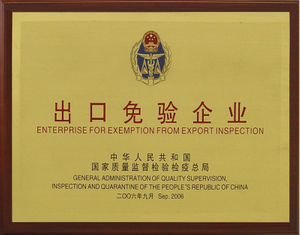 出口免验企业
ENTERPRISE FOR EXEMPTION FROM EXPORT INSPECTION
中华人民共和国
国家质量监督检验检疫总局
GENERAL ADMINISTRATION OF QUALITY SUPERVISION,
INSPECTION AND QUARANTINE OF THE PEOPLE'S REPUBLIC OF CHINA
二〇〇六年九月 Sep. 2006